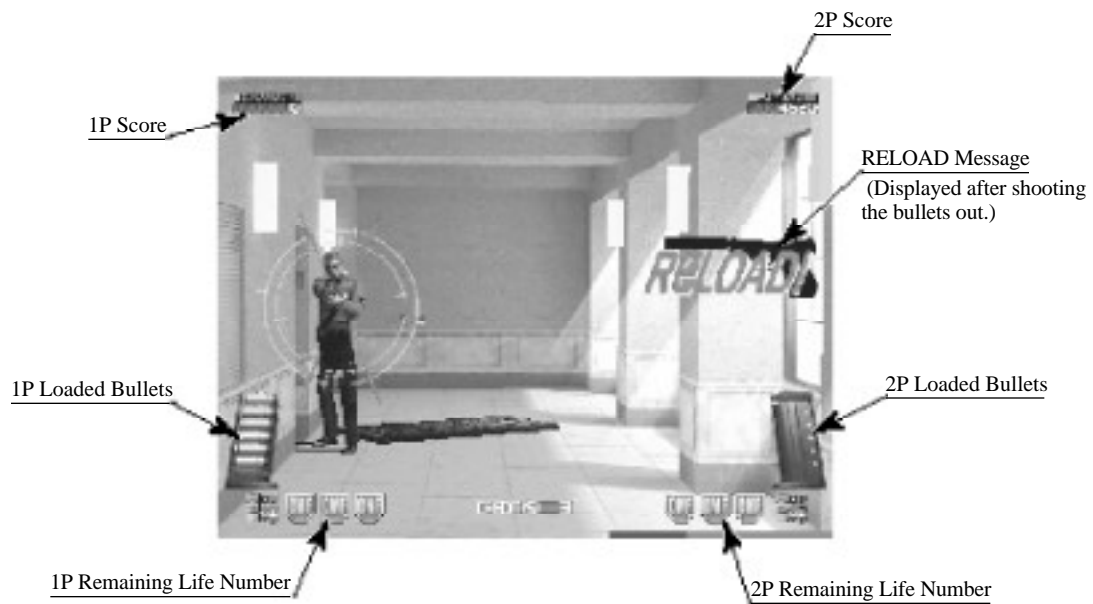 2P Score
1P Score
RELOAD Message
(Displayed after shooting
the bullets out.)
RELOAD!
1P Loaded Bullets
2P Loaded Bullets
1P Remaining Life Number
2P Remaining Life Number